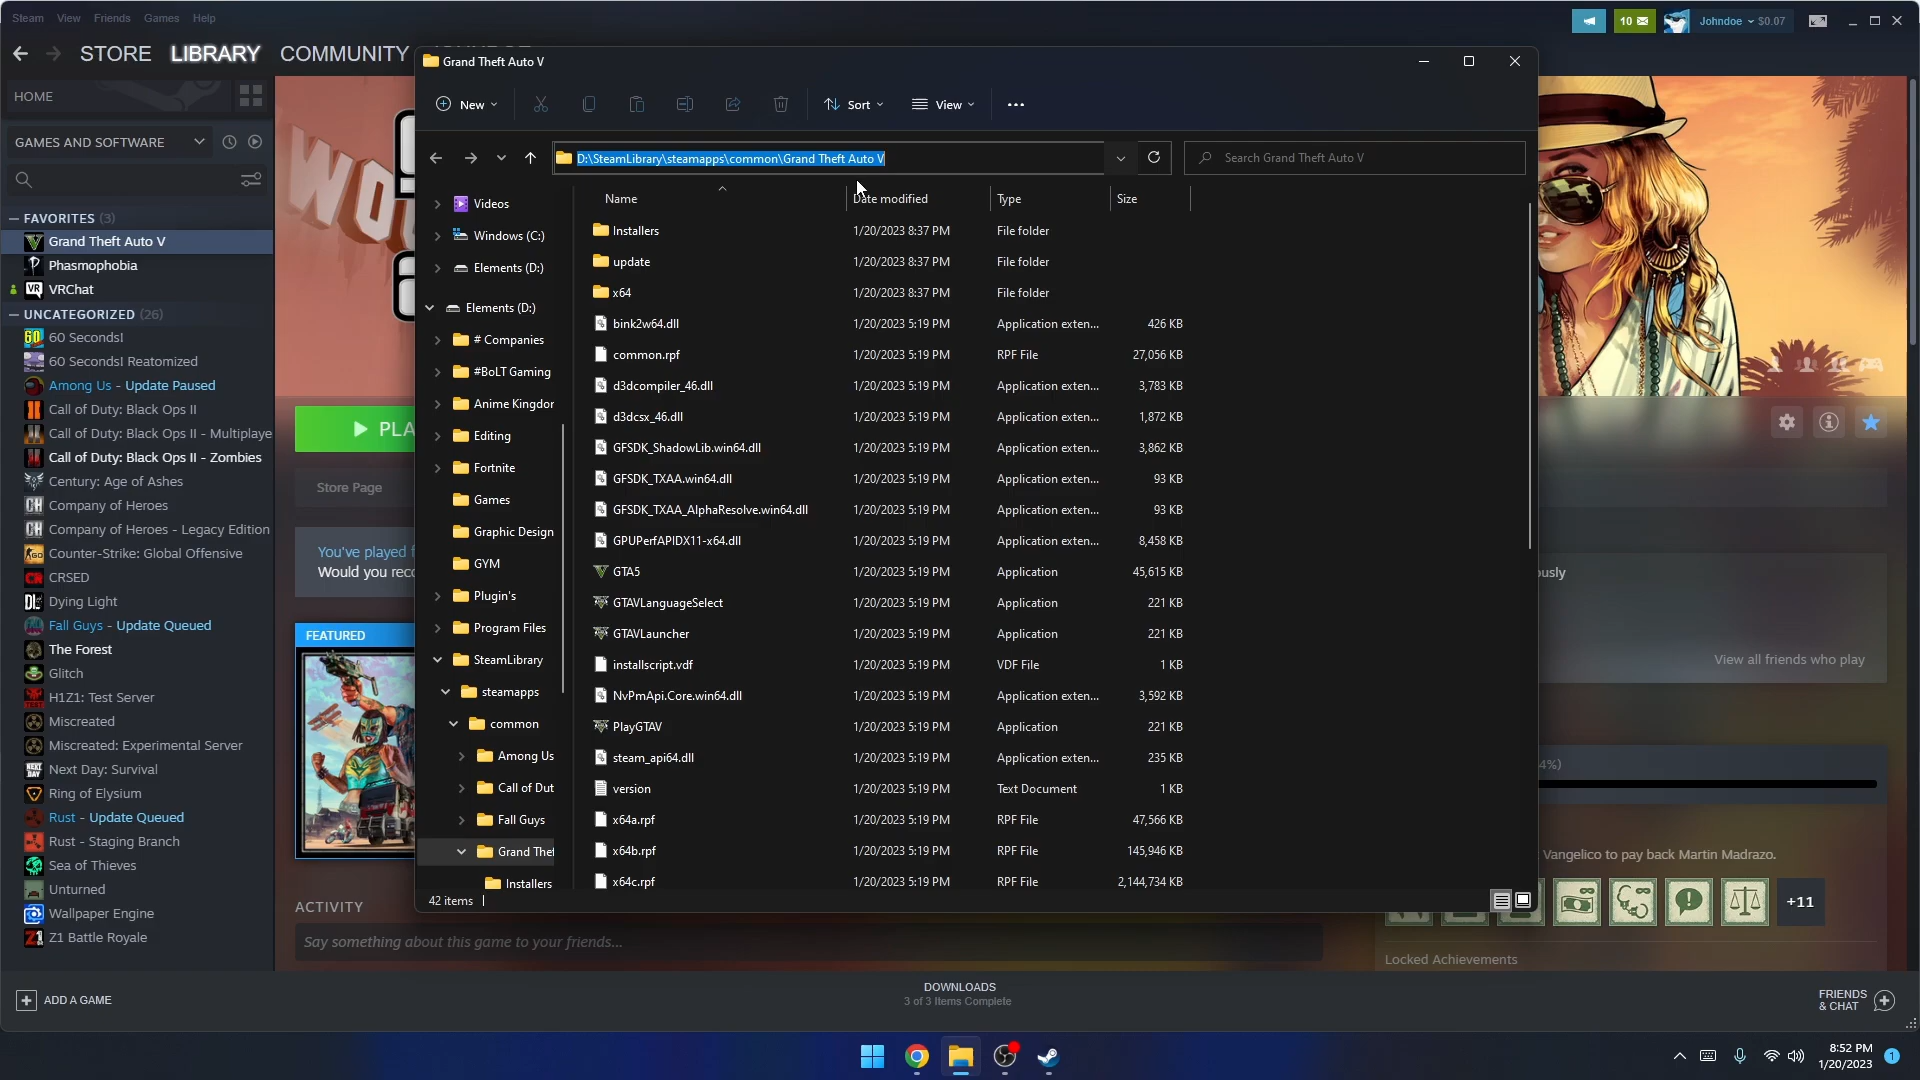 Steam View Friends Games Help
10
Johndoe
$0.07
STORE LIBRARY COMMUNITY
HOME
GAMES AND SOFTWARE
FAVORITES (3)
Grand Theft Auto V
Phasmophobia
VRChat
UNCATEGORIZED (26)
60 Seconds!
60 Seconds! Reatomized
Among Us - Update Paused
Call of Duty: Black Ops II
Call of Duty: Black Ops II - Multiplaye
Call of Duty: Black Ops II - Zombies
Century: Age of Ashes
Company of Heroes
Company of Heroes - Legacy Edition
Counter-Strike: Global Offensive
CRSED
Dying Light
Fall Guys - Update Queued
The Forest
Glitch
H1Z1: Test Server
Miscreated
Miscreated: Experimental Server
Next Day: Survival
Ring of Elysium
Rust - Update Queued
Rust - Staging Branch
Sea of Thieves
Unturned
Wallpaper Engine
Z1 Battle Royale
ADD A GAME
PLA
Store Page
You've played f
Would you reco
FEATURED
ACTIVITY
Say something about this game to your friends...
Grand Theft Auto V
New
Sort
View
D:\SteamLibrary\steamapps\common\Grand Theft Auto V
Search Grand Theft Auto V
Videos
Windows (C:)
Elements (D:)
Elements (D:)
# Companies
#BoLT Gaming
Anime Kingdor
Editing
Fortnite
Games
Graphic Design
GYM
Plugin's
Program Files
SteamLibrary
steamapps
common
Among Us
Call of Dut
Fall Guys
Grand Thef
Installers
Name Date modified Type Size
Installers 1/20/2023 8:37 PM File folder
update 1/20/2023 8:37 PM File folder
x64 1/20/2023 8:37 PM File folder
bink2w64.dll 1/20/2023 5:19 PM Application exten... 426 KB
common.rpf 1/20/2023 5:19 PM RPF File 27,056 KB
d3dcompiler_46.dll 1/20/2023 5:19 PM Application exten... 3,783 KB
d3dcsx_46.dll 1/20/2023 5:19 PM Application exten... 1,872 KB
GFSDK_ShadowLib.win64.dll 1/20/2023 5:19 PM Application exten... 3,862 KB
GFSDK_TXAA.win64.dll 1/20/2023 5:19 PM Application exten... 93 KB
GFSDK_TXAA_AlphaResolve.win64.dll 1/20/2023 5:19 PM Application exten... 93 KB
GPUPerfAPIDX11-x64.dll 1/20/2023 5:19 PM Application exten... 8,458 KB
GTA5 1/20/2023 5:19 PM Application 45,615 KB
GTAVLanguageSelect 1/20/2023 5:19 PM Application 221 KB
GTAVLauncher 1/20/2023 5:19 PM Application 221 KB
installscript.vdf 1/20/2023 5:19 PM VDF File 1 KB
NvPmApi.Core.win64.dll 1/20/2023 5:19 PM Application exten... 3,592 KB
PlayGTAV 1/20/2023 5:19 PM Application 221 KB
steam_api64.dll 1/20/2023 5:19 PM Application exten... 235 KB
version 1/20/2023 5:19 PM Text Document 1 KB
x64a.rpf 1/20/2023 5:19 PM RPF File 47,566 KB
x64b.rpf 1/20/2023 5:19 PM RPF File 145,946 KB
x64c.rpf 1/20/2023 5:19 PM RPF File 2,144,734 KB
42 items
ously
View all friends who play
4%)
Vangelico to pay back Martin Madrazo.
+11
Locked Achievements
DOWNLOADS
3 of 3 Items Complete
FRIENDS
& CHAT
8:52 PM
1/20/2023
1